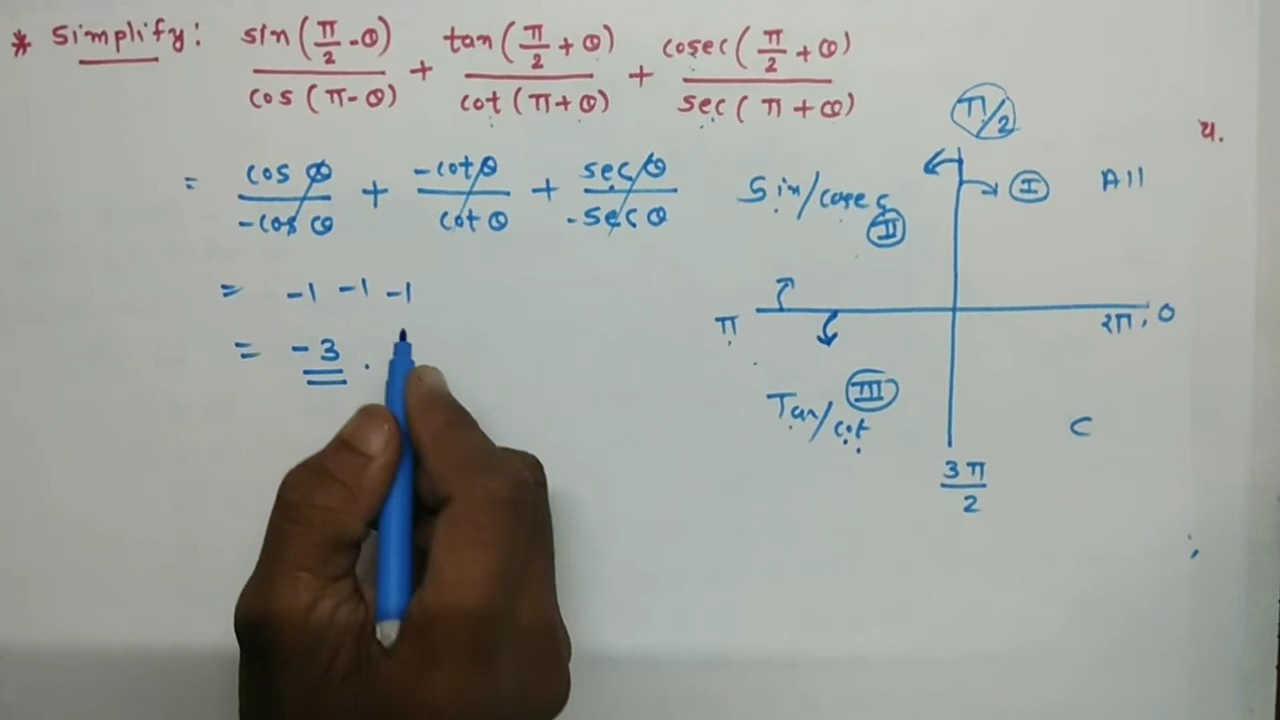 * Simplify: sin(π/2 - θ)/cos(π - θ) + tan(π/2 + θ)/cot(π + θ) + cosec(π/2 + θ)/sec(π + θ)
= cos θ/-cos θ + -cot θ/cot θ + sec θ/-sec θ
= -1 -1 -1
= -3.
π/2
I All
Sin/cosec
II
π
2π, 0
III
Tan/cot
C
3π/2